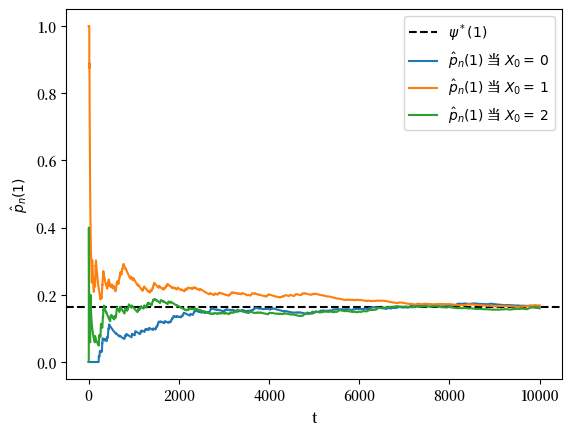 1.0
0.8
0.6
0.4
0.2
0.0
p̂ₙ(1)
ψ*(1)
p̂ₙ(1) 当 X₀ = 0
p̂ₙ(1) 当 X₀ = 1
p̂ₙ(1) 当 X₀ = 2
0 2000 4000 6000 8000 10000
t